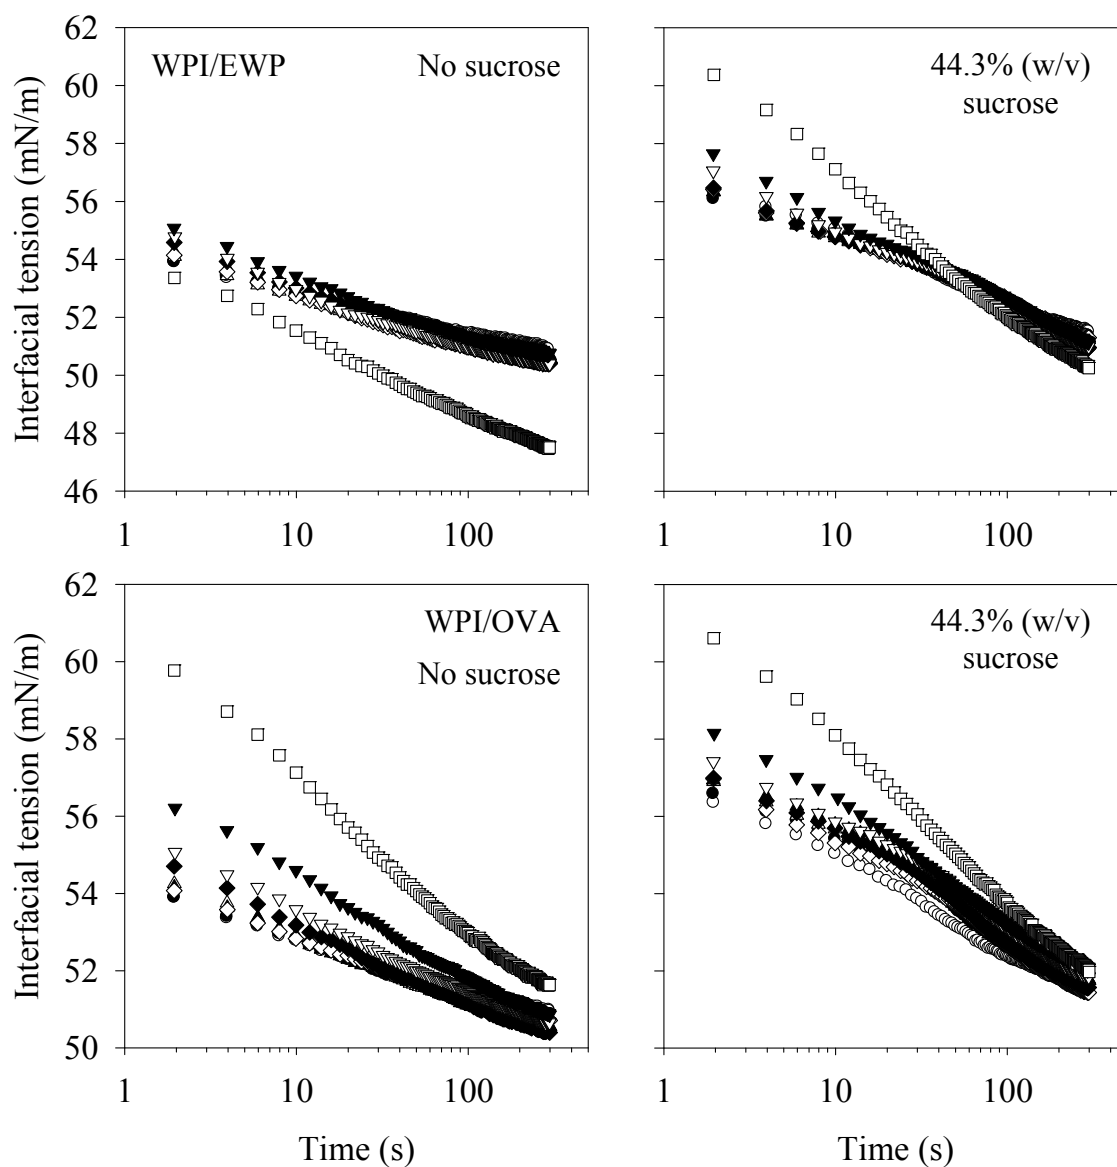 62
60
58
56
54
52
50
48
46
Interfacial tension (mN/m)
WPI/EWP No sucrose
44.3% (w/v)
sucrose
1 10 100
1 10 100
62
60
58
56
54
52
50
Interfacial tension (mN/m)
WPI/OVA
No sucrose
44.3% (w/v)
sucrose
1 10 100
1 10 100
Time (s)
Time (s)